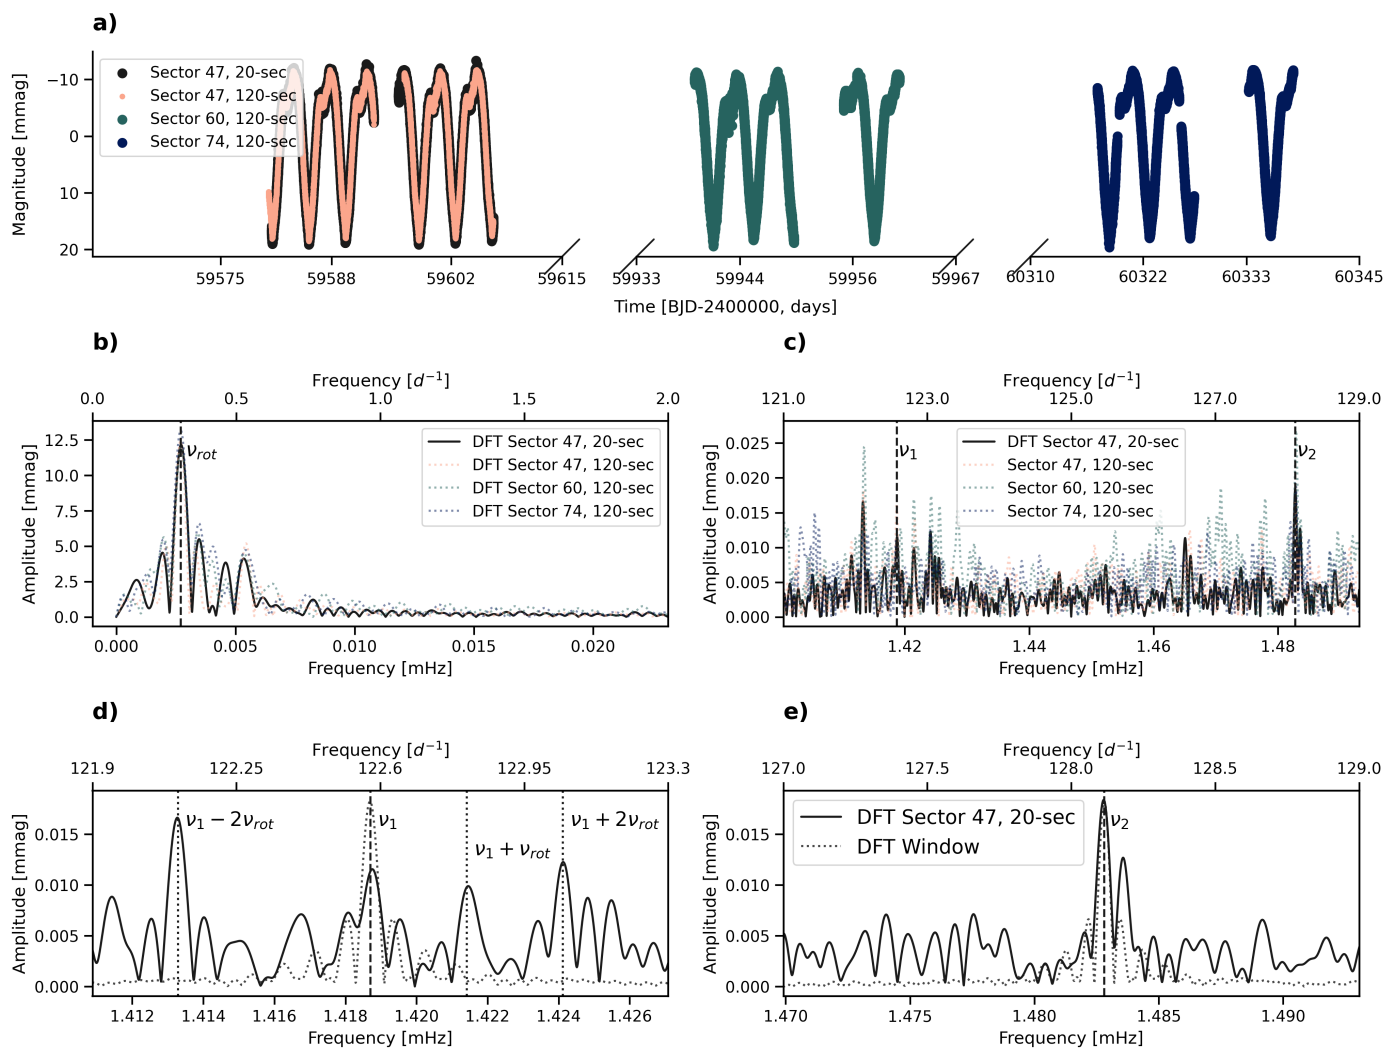 a)
Magnitude [mmag]
−10
0
10
20
Sector 47, 20-sec
Sector 47, 120-sec
Sector 60, 120-sec
Sector 74, 120-sec
59575 59588 59602 59615 59933 59944 59956 59967 60310 60322 60333 60345
Time [BJD-2400000, days]
b)
Frequency [d⁻¹]
0.0 0.5 1.0 1.5 2.0
Amplitude [mmag]
12.5
10.0
7.5
5.0
2.5
0.0
ν_rot
DFT Sector 47, 20-sec
DFT Sector 47, 120-sec
DFT Sector 60, 120-sec
DFT Sector 74, 120-sec
0.000 0.005 0.010 0.015 0.020
Frequency [mHz]
c)
Frequency [d⁻¹]
121.0 123.0 125.0 127.0 129.0
Amplitude [mmag]
0.025
0.020
0.015
0.010
0.005
0.000
ν₁
DFT Sector 47, 20-sec
Sector 47, 120-sec
Sector 60, 120-sec
Sector 74, 120-sec
ν₂
1.42 1.44 1.46 1.48
Frequency [mHz]
d)
Frequency [d⁻¹]
121.9 122.25 122.6 122.95 123.3
Amplitude [mmag]
0.015
0.010
0.005
0.000
ν₁ − 2ν_rot
ν₁
ν₁ + ν_rot
ν₁ + 2ν_rot
1.412 1.414 1.416 1.418 1.420 1.422 1.424 1.426
Frequency [mHz]
e)
Frequency [d⁻¹]
127.0 127.5 128.0 128.5 129.0
Amplitude [mmag]
0.015
0.010
0.005
0.000
DFT Sector 47, 20-sec
DFT Window
ν₂
1.470 1.475 1.480 1.485 1.490
Frequency [mHz]